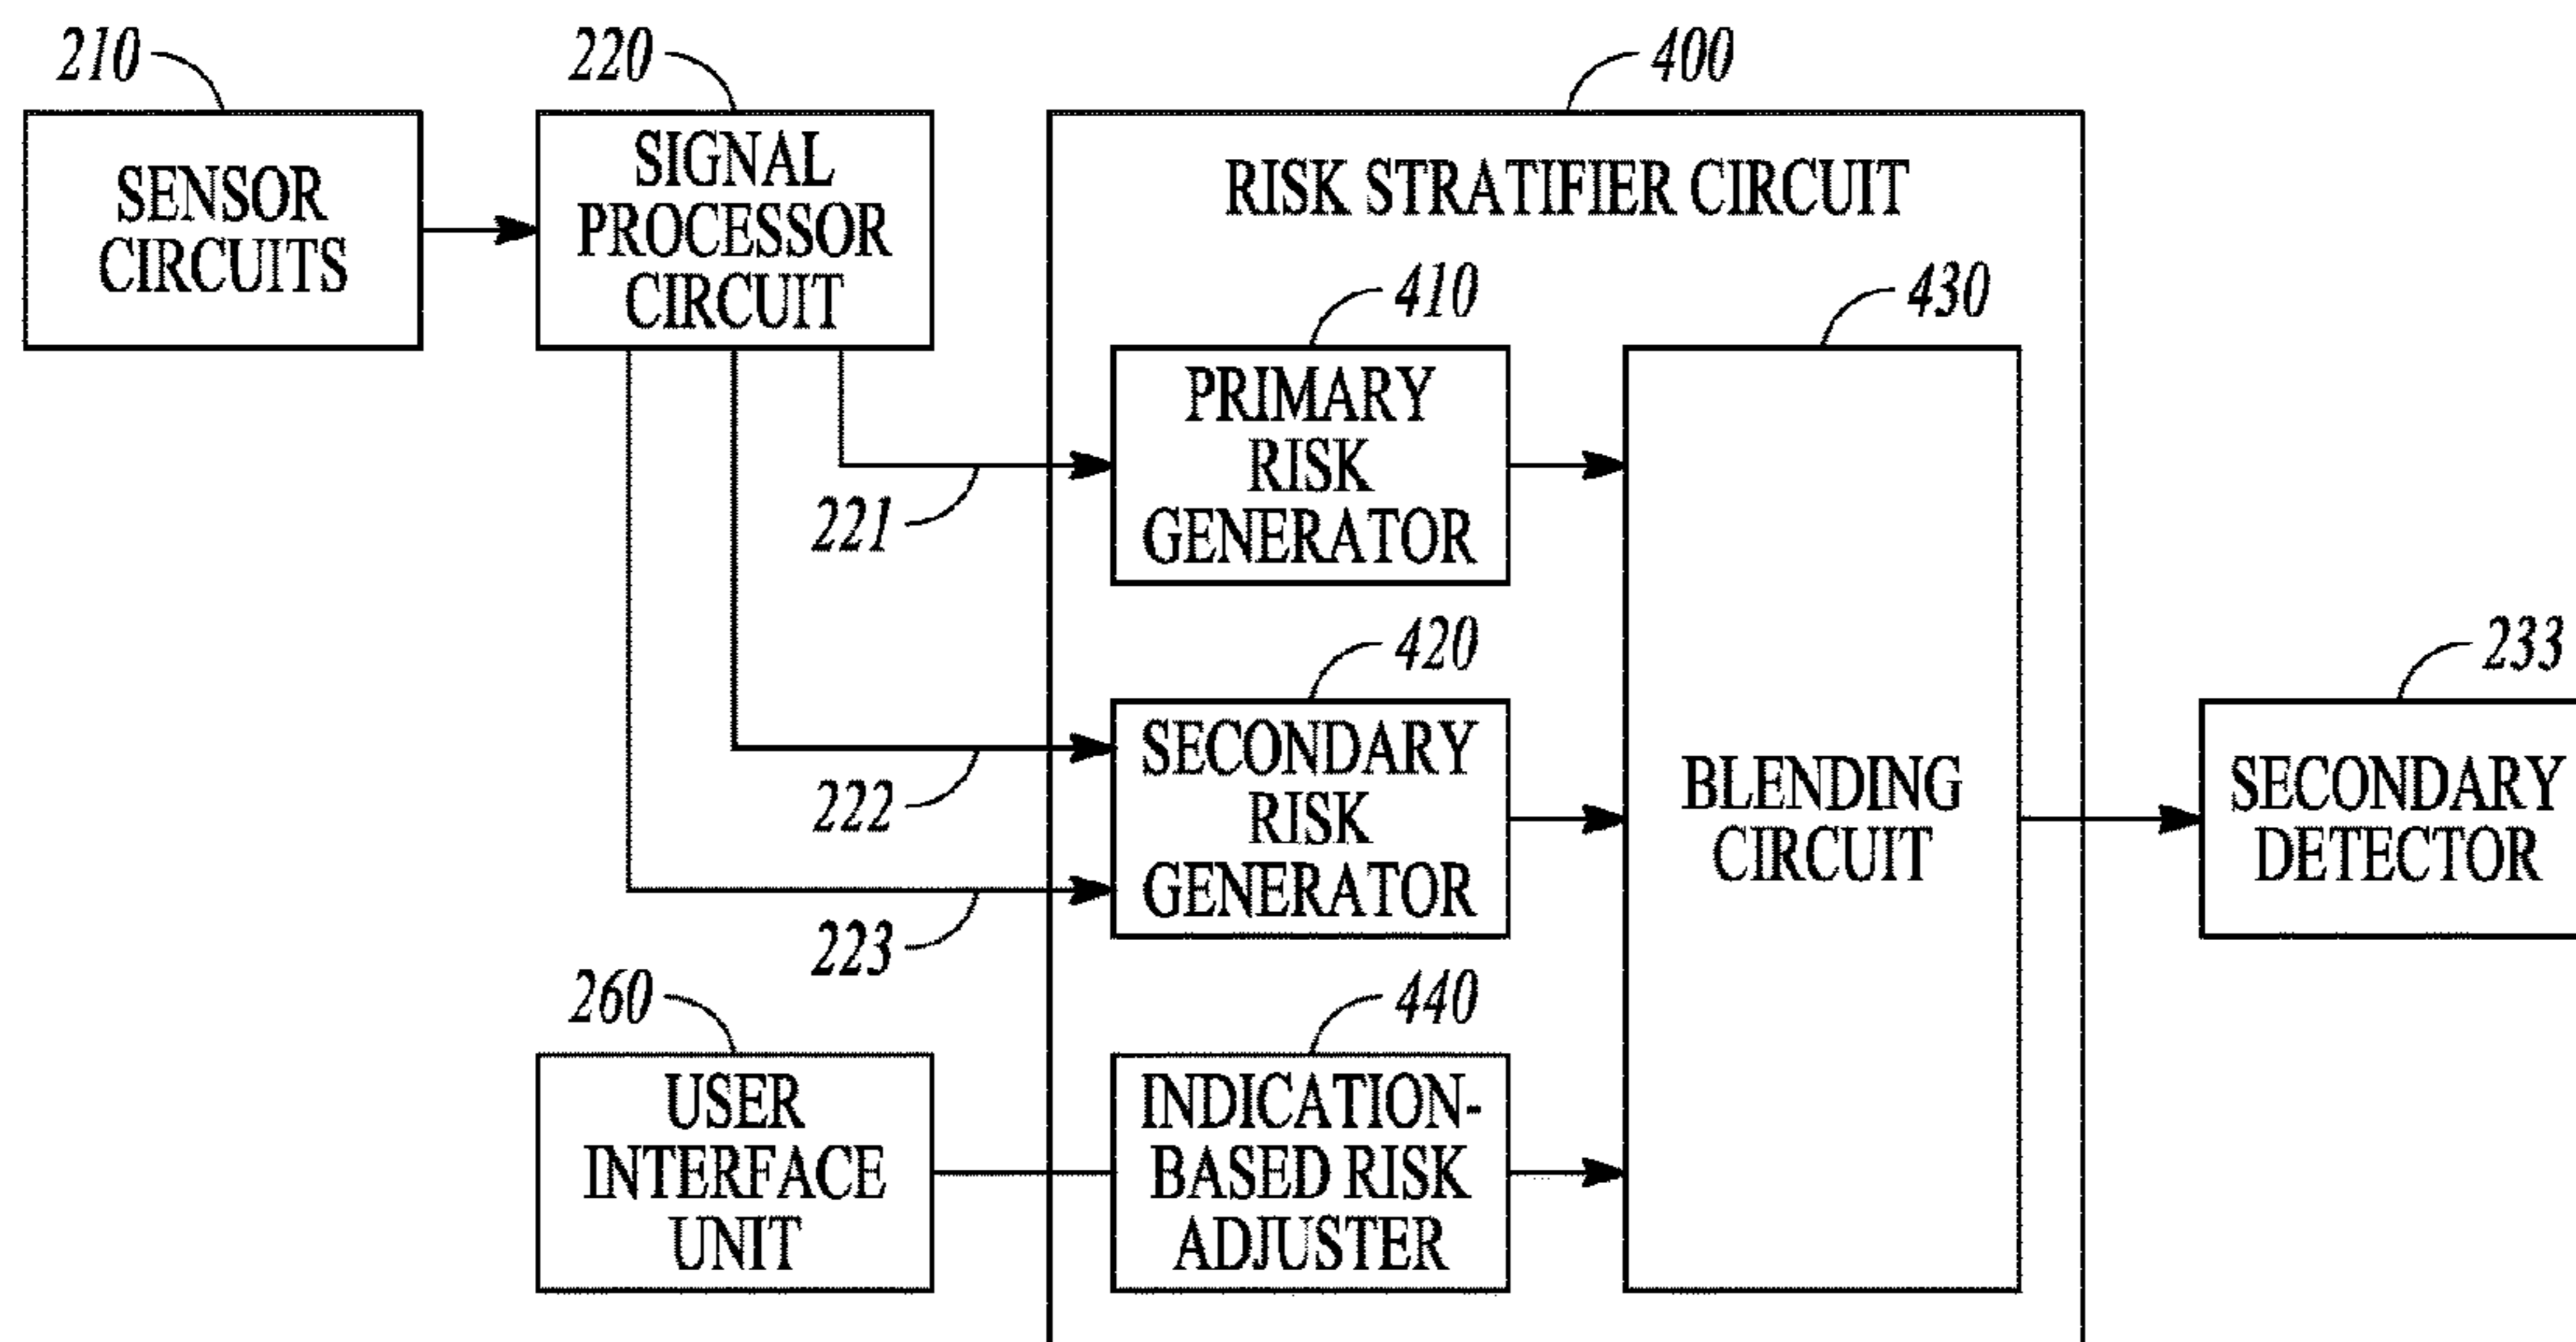 210
220
400
SENSOR
CIRCUITS
SIGNAL
PROCESSOR
CIRCUIT
RISK STRATIFIER CIRCUIT
410
430
PRIMARY
RISK
GENERATOR
221
420
233
SECONDARY
RISK
GENERATOR
222
223
BLENDING
CIRCUIT
SECONDARY
DETECTOR
260
440
USER
INTERFACE
UNIT
INDICATION-
BASED RISK
ADJUSTER